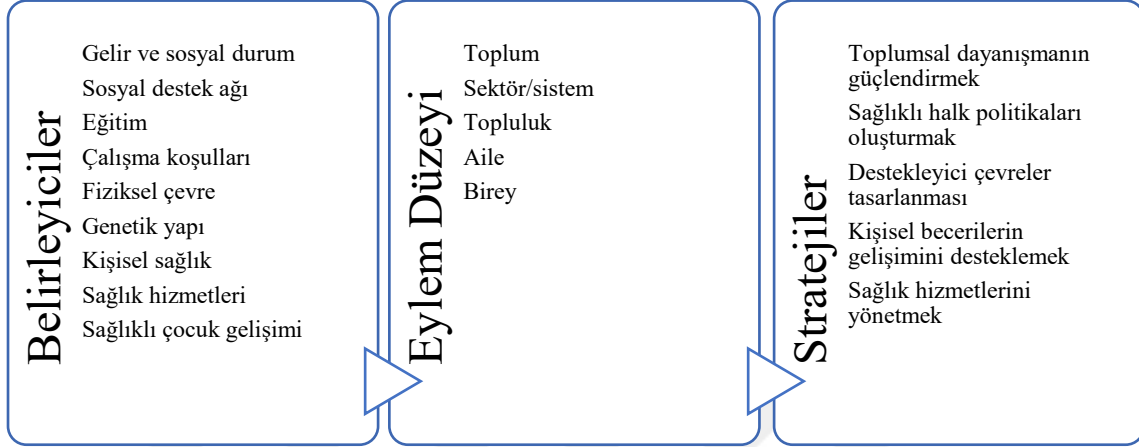 Belirleyiciler
Gelir ve sosyal durum
Sosyal destek ağı
Eğitim
Çalışma koşulları
Fiziksel çevre
Genetik yapı
Kişisel sağlık
Sağlık hizmetleri
Sağlıklı çocuk gelişimi
Eylem Düzeyi
Toplum
Sektör/sistem
Topluluk
Aile
Birey
Stratejiler
Toplumsal dayanışmanın
güçlendirmek
Sağlıklı halk politikaları
oluşturmak
Destekleyici çevreler
tasarlanması
Kişisel becerilerin
gelişimini desteklemek
Sağlık hizmetlerini
yönetmek